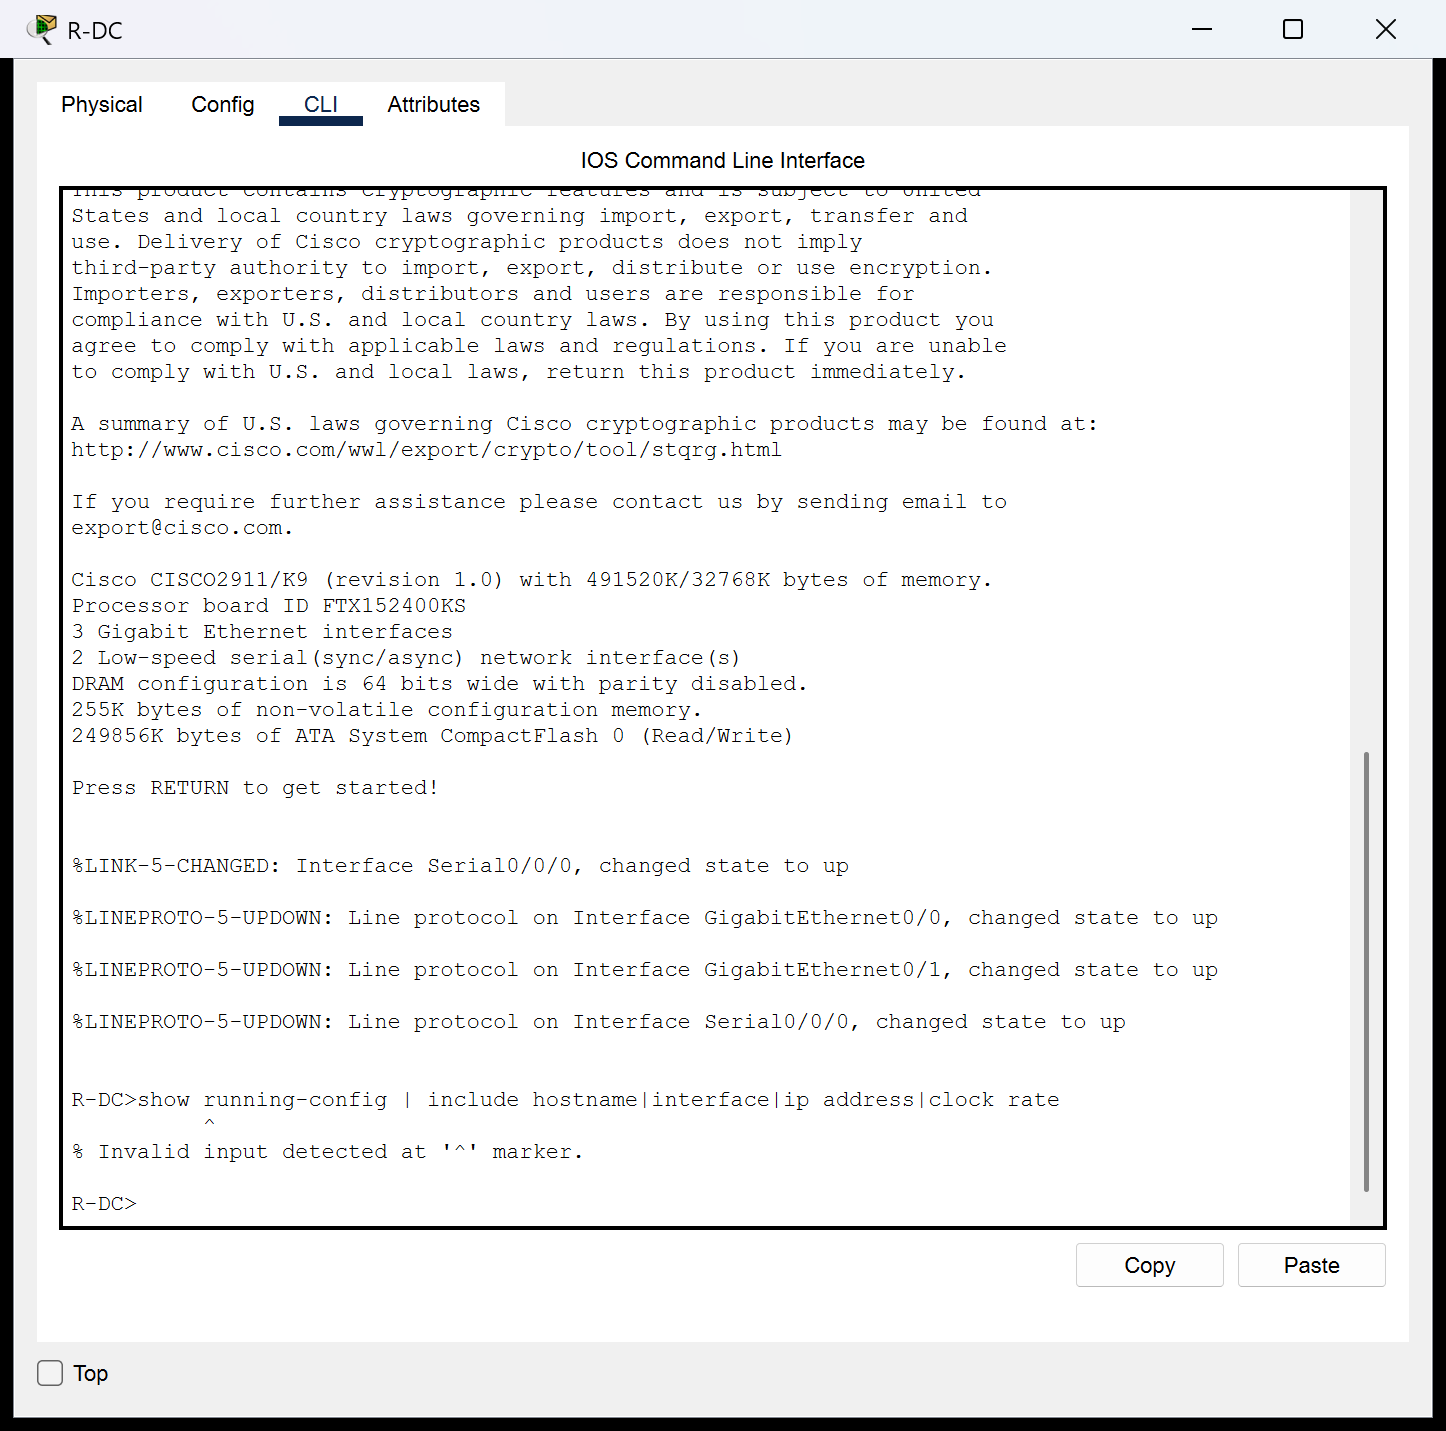 R-DC
Physical Config CLI Attributes
IOS Command Line Interface
This product contains cryptographic features and is subject to United
States and local country laws governing import, export, transfer and
use. Delivery of Cisco cryptographic products does not imply
third-party authority to import, export, distribute or use encryption.
Importers, exporters, distributors and users are responsible for
compliance with U.S. and local country laws. By using this product you
agree to comply with applicable laws and regulations. If you are unable
to comply with U.S. and local laws, return this product immediately.
A summary of U.S. laws governing Cisco cryptographic products may be found at:
http://www.cisco.com/wwl/export/crypto/tool/stqrg.html
If you require further assistance please contact us by sending email to
export@cisco.com.
Cisco CISCO2911/K9 (revision 1.0) with 491520K/32768K bytes of memory.
Processor board ID FTX152400KS
3 Gigabit Ethernet interfaces
2 Low-speed serial(sync/async) network interface(s)
DRAM configuration is 64 bits wide with parity disabled.
255K bytes of non-volatile configuration memory.
249856K bytes of ATA System CompactFlash 0 (Read/Write)
Press RETURN to get started!
%LINK-5-CHANGED: Interface Serial0/0/0, changed state to up
%LINEPROTO-5-UPDOWN: Line protocol on Interface GigabitEthernet0/0, changed state to up
%LINEPROTO-5-UPDOWN: Line protocol on Interface GigabitEthernet0/1, changed state to up
%LINEPROTO-5-UPDOWN: Line protocol on Interface Serial0/0/0, changed state to up
R-DC>show running-config | include hostname|interface|ip address|clock rate
^
% Invalid input detected at '^' marker.
R-DC>
Copy Paste
Top